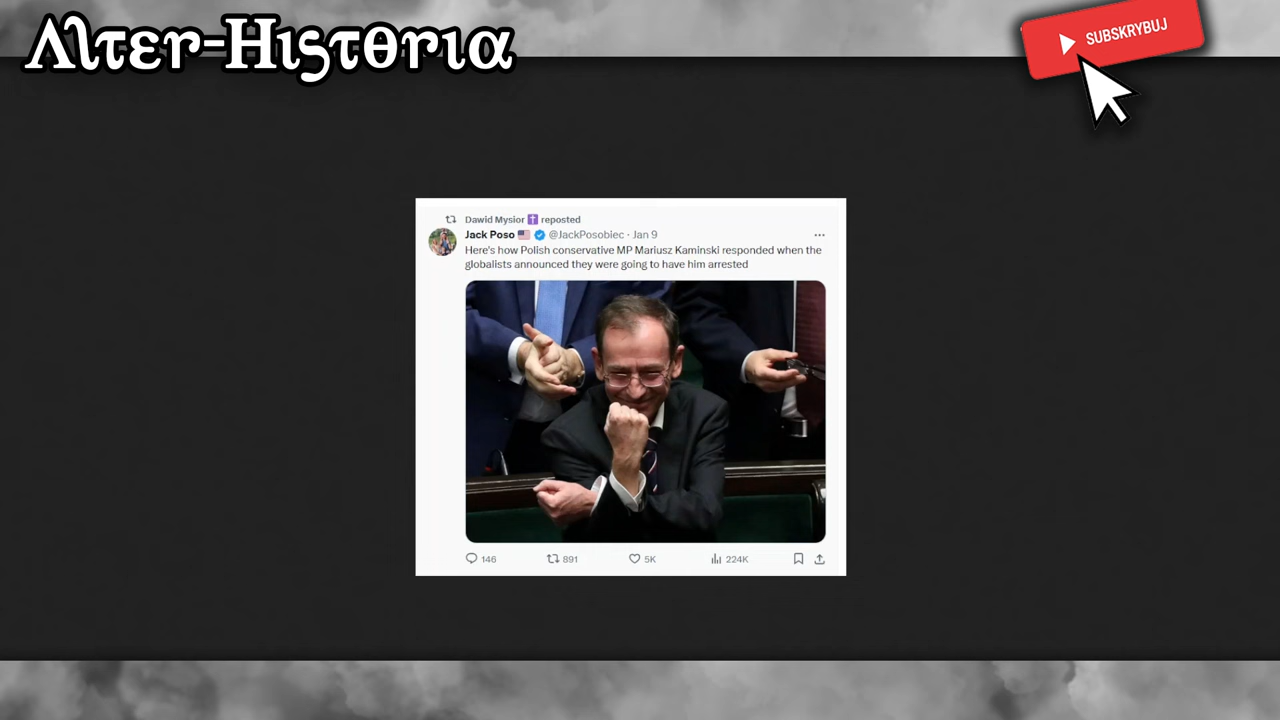 Alter-Historia
SUBSKRYBUJ
Dawid Mysior ✝️ reposted
Jack Poso 🇺🇸 @JackPosobiec · Jan 9
Here's how Polish conservative MP Mariusz Kaminski responded when the
globalists announced they were going to have him arrested
146 891 5K 224K